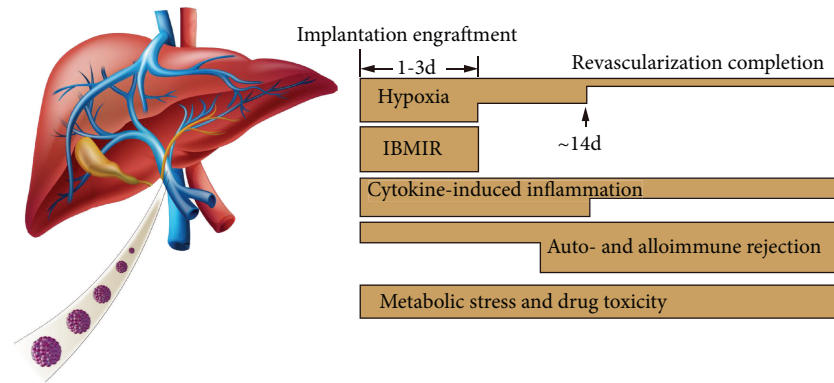 Implantation engraftment
1-3d
Revascularization completion
Hypoxia
~14d
IBMIR
Cytokine-induced inflammation
Auto- and alloimmune rejection
Metabolic stress and drug toxicity